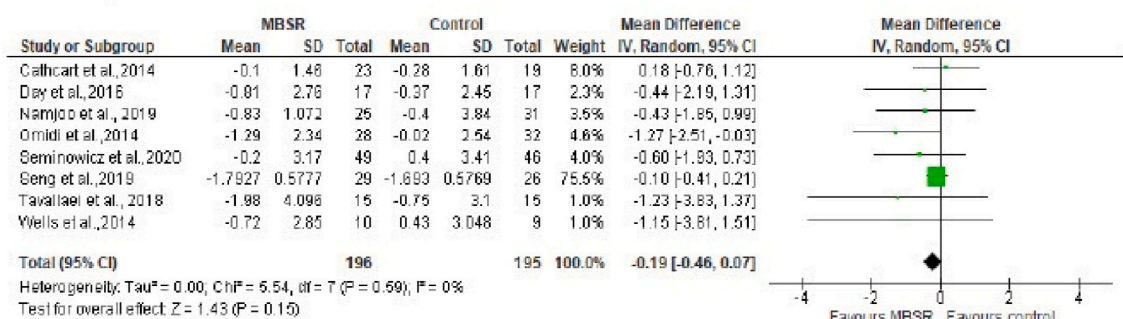 MBSR Control Mean Difference Mean Difference
Study or Subgroup Mean SD Total Mean SD Total Weight IV, Random, 95% CI IV, Random, 95% CI
Cathcart et al.,2014 -0.1 1.46 23 -0.28 1.61 19 8.0% 0.18 [-0.76, 1.12]
Day et al.,2016 -0.81 2.76 17 -0.37 2.45 17 2.3% -0.44 [-2.19, 1.31]
Namjoo et al., 2019 -0.83 1.072 25 -0.4 3.84 31 3.5% -0.43 [-1.85, 0.99]
Omidi et al.,2014 -1.29 2.34 28 -0.02 2.54 32 4.6% -1.27 [-2.51, -0.03]
Seminowicz et al.,2020 -0.2 3.17 49 0.4 3.41 46 4.0% -0.60 [-1.93, 0.73]
Seng et al.,2019 -1.7927 0.5777 29 -1.693 0.5769 26 75.5% -0.10 [-0.41, 0.21]
Tavallaei et al., 2018 -1.98 4.096 15 -0.75 3.1 15 -1.23 [-3.83, 1.37]
Wells et al.,2014 -0.72 2.85 10 0.43 3.048 9 1.0% -1.15 [-3.81, 1.51]
Total (95% CI) 196 195 100.0% -0.19 [-0.46, 0.07]
Heterogeneity: Tau² = 0.00; Chi² = 5.54, df = 7 (P = 0.59); I² = 0%
Test for overall effect: Z = 1.43 (P = 0.15)
-4 -2 0 2 4
Favours MBSR Favours control